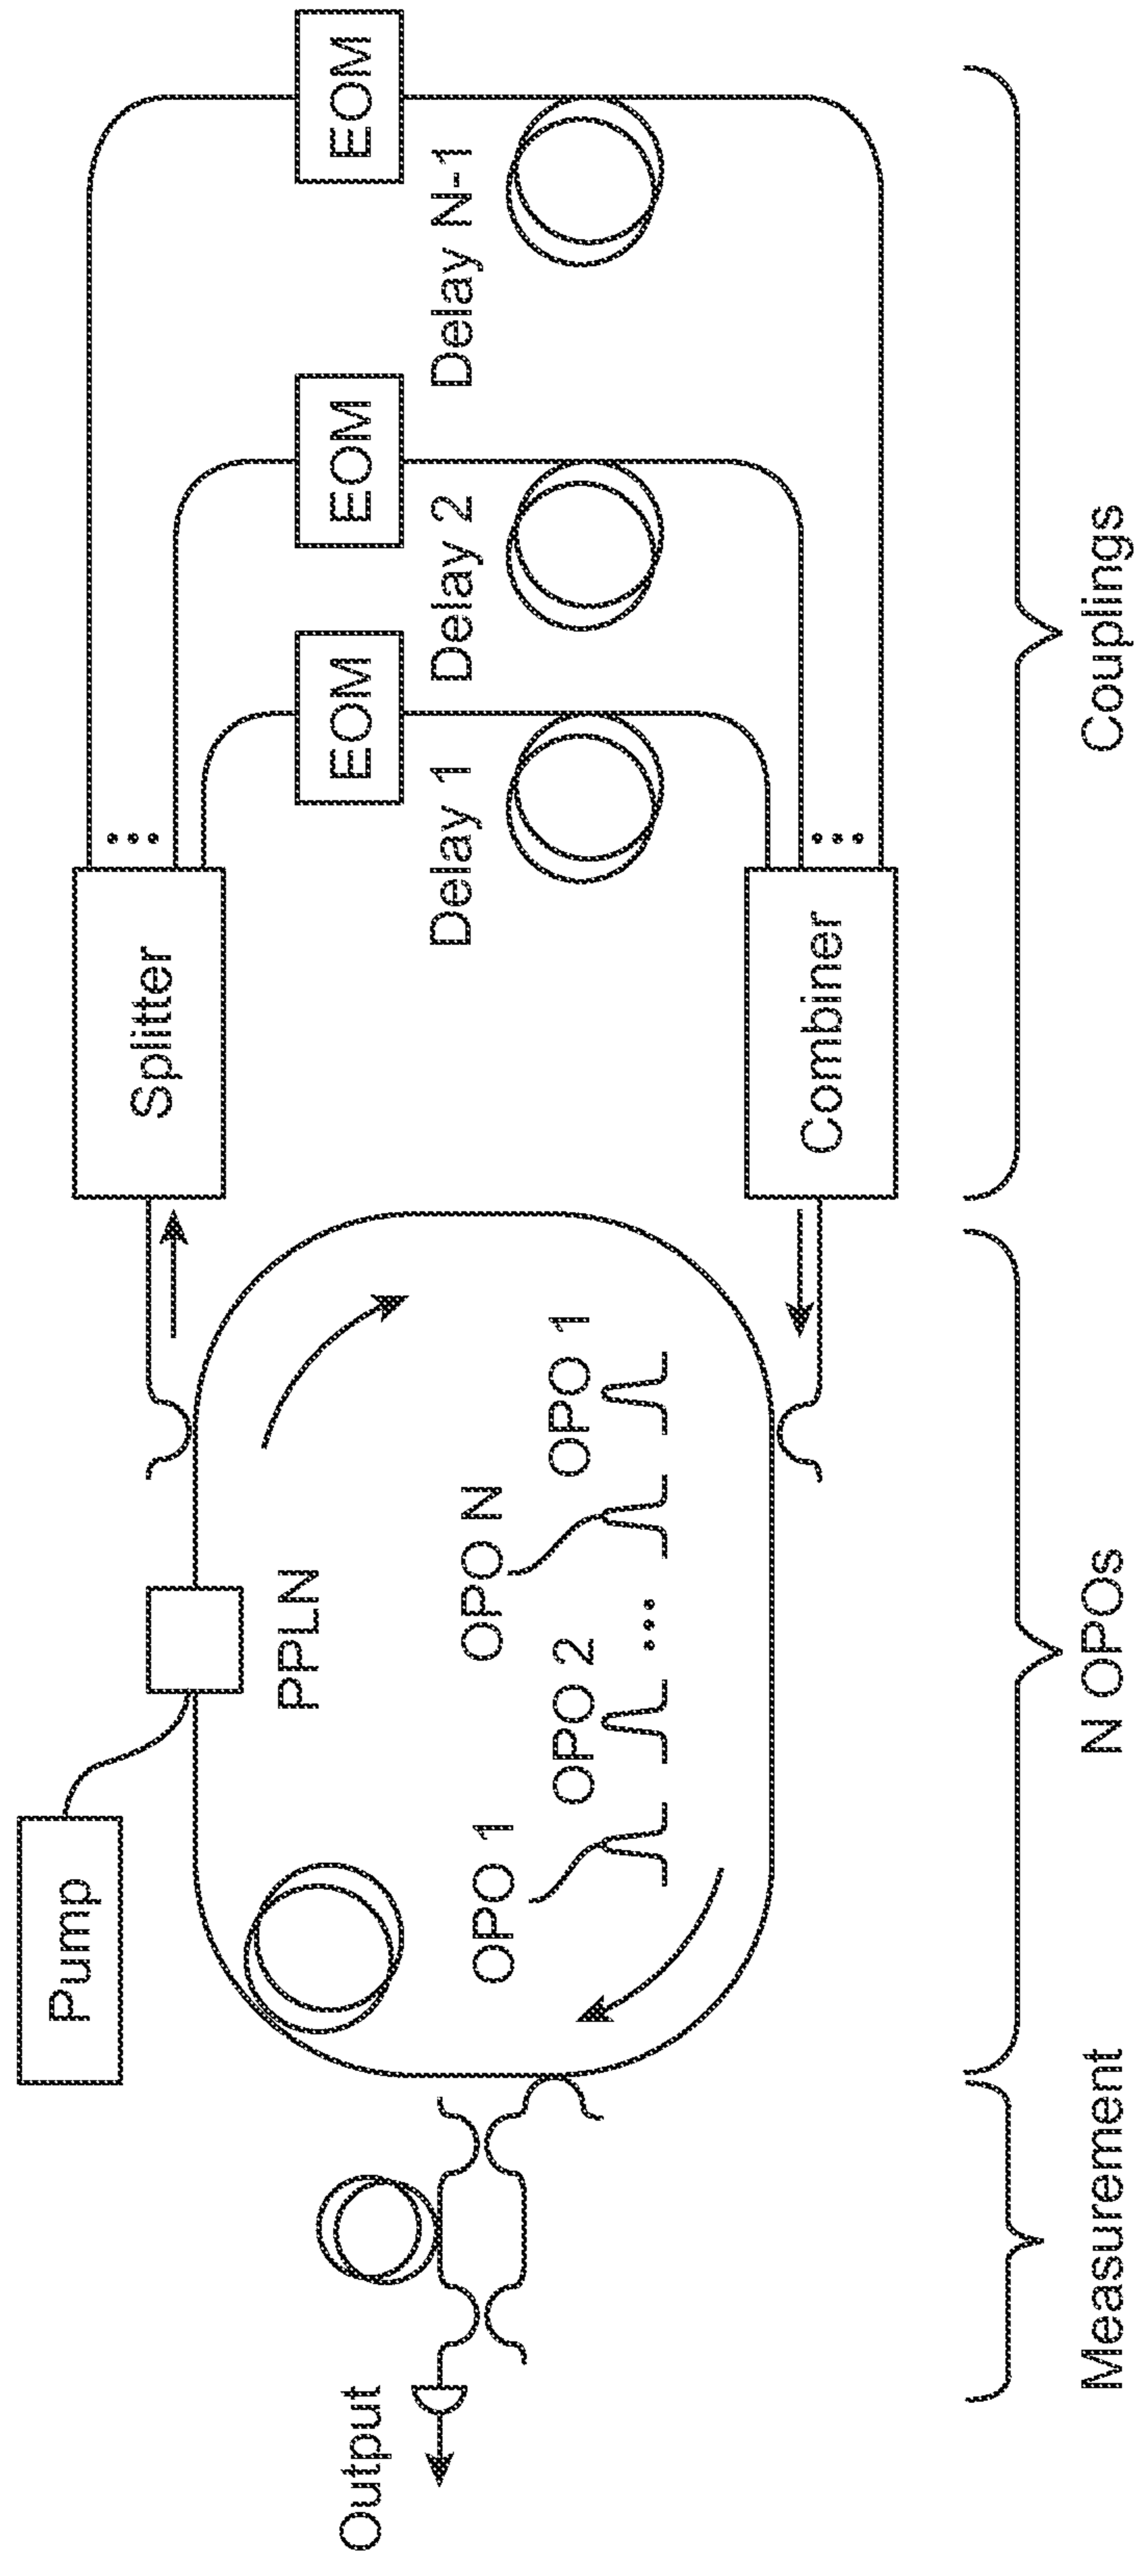 Pump
Splitter
EOM
EOM
EOM
PPLN
Output
Delay 1
Delay 2
Delay N-1
OPO 1
OPO N
OPO 2
OPO 1
Combiner
Measurement
N OPOs
Couplings